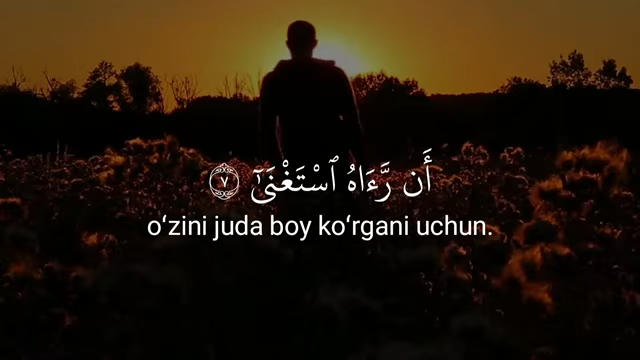 أَن رَّءَاهُ ٱسْتَغْنَىٰٓ ۝٧
oʻzini juda boy koʻrgani uchun.